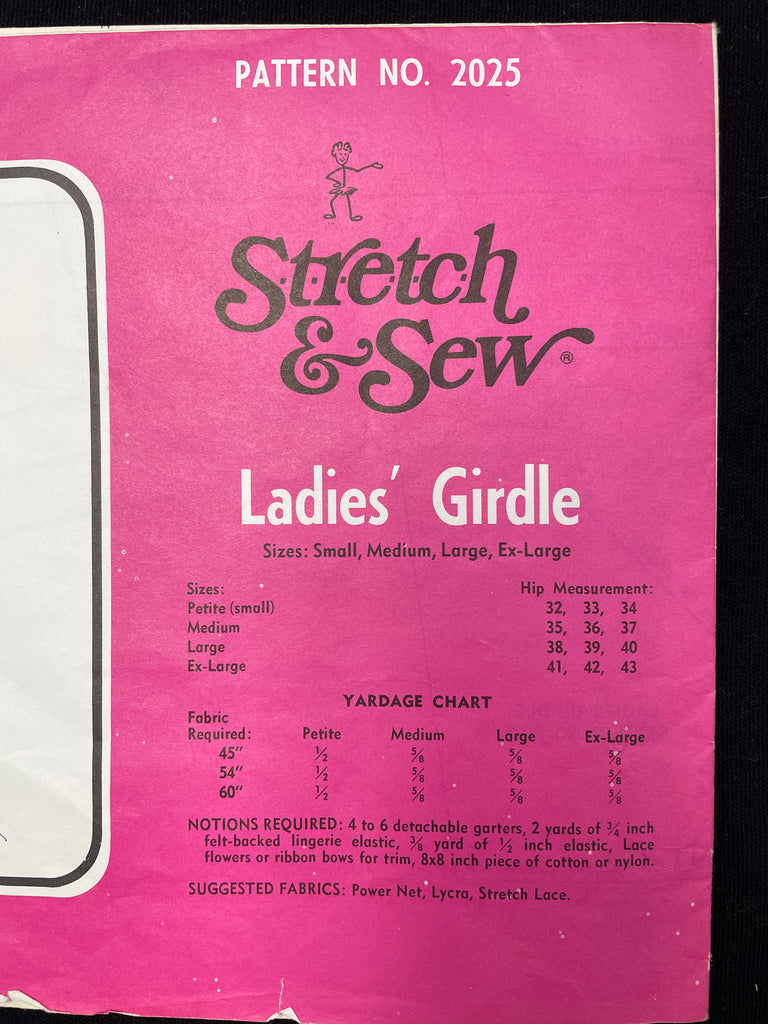 PATTERN NO. 2025
Stretch
& Sew®
Ladies' Girdle
Sizes: Small, Medium, Large, Ex-Large
Sizes: Hip Measurement:
Petite (small) 32, 33, 34
Medium 35, 36, 37
Large 38, 39, 40
Ex-Large 41, 42, 43
YARDAGE CHART
Fabric
Required: Petite Medium Large Ex-Large
45" ½ ⅝ ⅝ ⅝
54" ½ ⅝ ⅝ ⅝
60" ½ ⅝ ⅝ ⅝
NOTIONS REQUIRED: 4 to 6 detachable garters, 2 yards of ¾ inch
felt-backed lingerie elastic, ⅜ yard of ½ inch elastic, Lace
flowers or ribbon bows for trim, 8x8 inch piece of cotton or nylon.
SUGGESTED FABRICS: Power Net, Lycra, Stretch Lace.